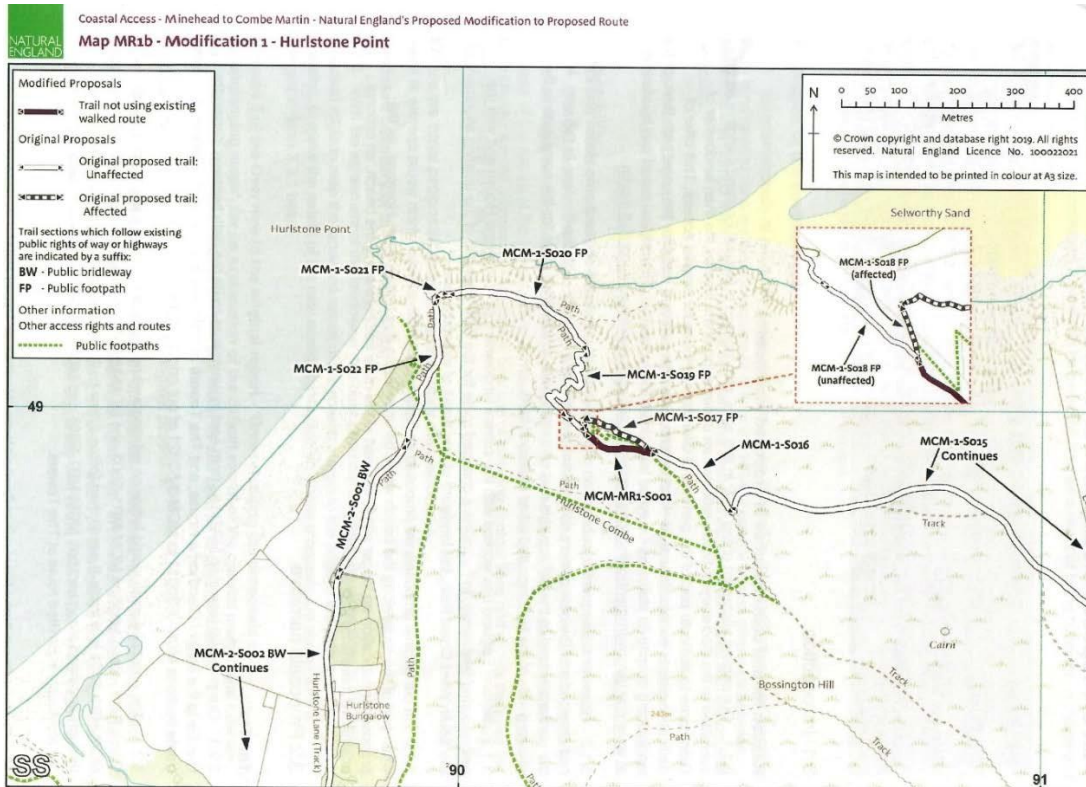 NATURAL
ENGLAND
Coastal Access - Minehead to Combe Martin - Natural England's Proposed Modification to Proposed Route
Map MR1b - Modification 1 - Hurlstone Point
Modified Proposals
Trail not using existing
walked route
Original Proposals
Original proposed trail:
Unaffected
Original proposed trail:
Affected
Trail sections which follow existing
public rights of way or highways
are indicated by a suffix:
BW - Public bridleway
FP - Public footpath
Other information
Other access rights and routes
Public footpaths
N
0 50 100 200 300 400
Metres
© Crown copyright and database right 2019. All rights
reserved. Natural England Licence No. 100022021
This map is intended to be printed in colour at A3 size.
Selworthy Sand
Hurlstone Point
MCM-1-S021 FP
MCM-1-S020 FP
Path
Path
Path
MCM-1-S018 FP
(affected)
MCM-1-S018 FP
(unaffected)
MCM-1-S022 FP
Path
MCM-1-S019 FP
49
MCM-1-S017 FP
MCM-1-S016
MCM-1-S015
Continues
Path
Path
Path
Path
MCM-MR1-S001
Hurlstone Combe
Track
MCM-2-S001 BW
MCM-2-S002 BW
Continues
Path
Cairn
Hurlstone
Bungalow
Hurlstone Lane (Track)
Bossington Hill
Track
243m
Path
Track
Path
SS
90
91